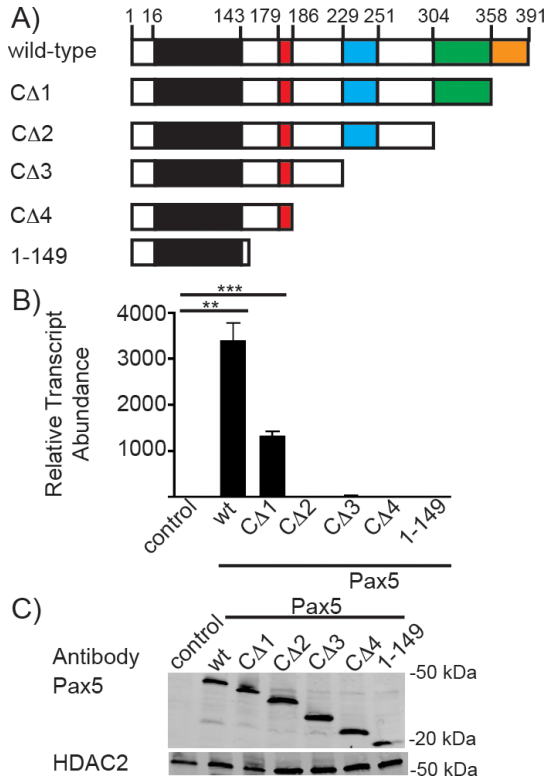 A)
1 16 143 179 186 229 251 304 358 391
wild-type
CΔ1
CΔ2
CΔ3
CΔ4
1-149
B)
***
**
Relative Transcript
Abundance
4000
3000
2000
1000
control
wt
CΔ1
CΔ2
CΔ3
CΔ4
1-149
Pax5
C)
Pax5
Antibody
control
wt
CΔ1
CΔ2
CΔ3
CΔ4
1-149
Pax5
-50 kDa
-20 kDa
HDAC2
-50 kDa